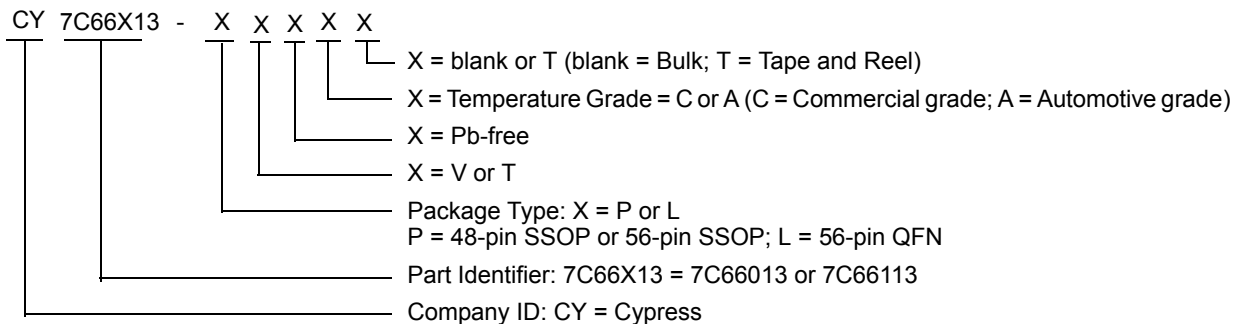 CY 7C66X13 - X X X X X
X = blank or T (blank = Bulk; T = Tape and Reel)
X = Temperature Grade = C or A (C = Commercial grade; A = Automotive grade)
X = Pb-free
X = V or T
Package Type: X = P or L
P = 48-pin SSOP or 56-pin SSOP; L = 56-pin QFN
Part Identifier: 7C66X13 = 7C66013 or 7C66113
Company ID: CY = Cypress